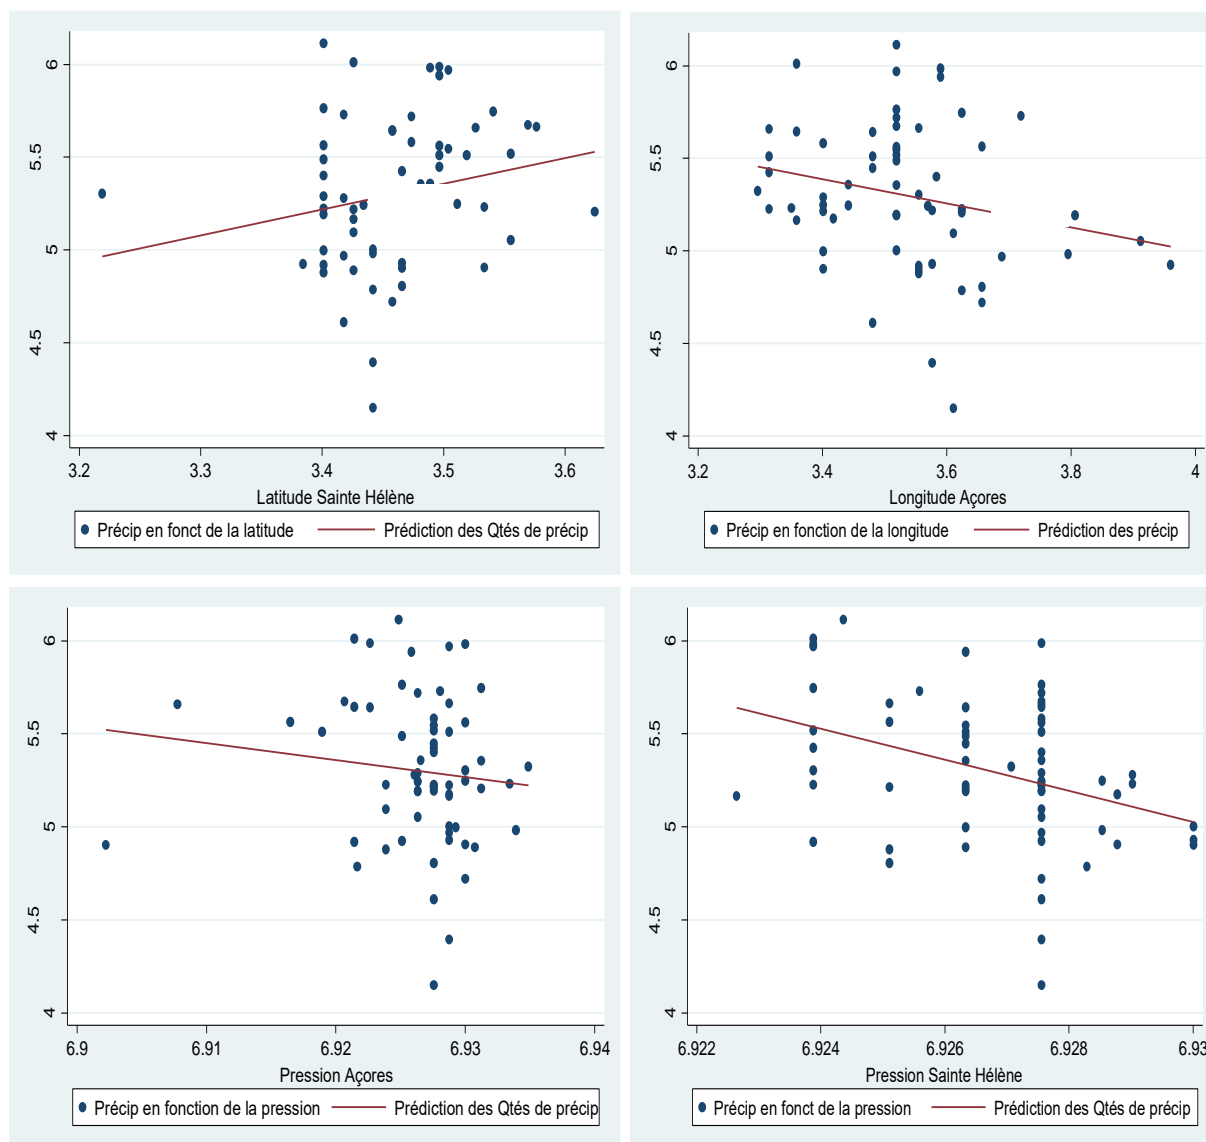 6
5.5
5
4.5
4
3.2 3.3 3.4 3.5 3.6
Latitude Sainte Hélène
Précip en fonct de la latitude Prédiction des Qtés de précip
6
5.5
5
4.5
4
3.2 3.4 3.6 3.8 4
Longitude Açores
Précip en fonction de la longitude Prédiction des précip
6
5.5
5
4.5
4
6.9 6.91 6.92 6.93 6.94
Pression Açores
Précip en fonction de la pression Prédiction des Qtés de précip
6
5.5
5
4.5
4
6.922 6.924 6.926 6.928 6.93
Pression Sainte Hélène
Précip en fonct de la pression Prédiction des Qtés de précip